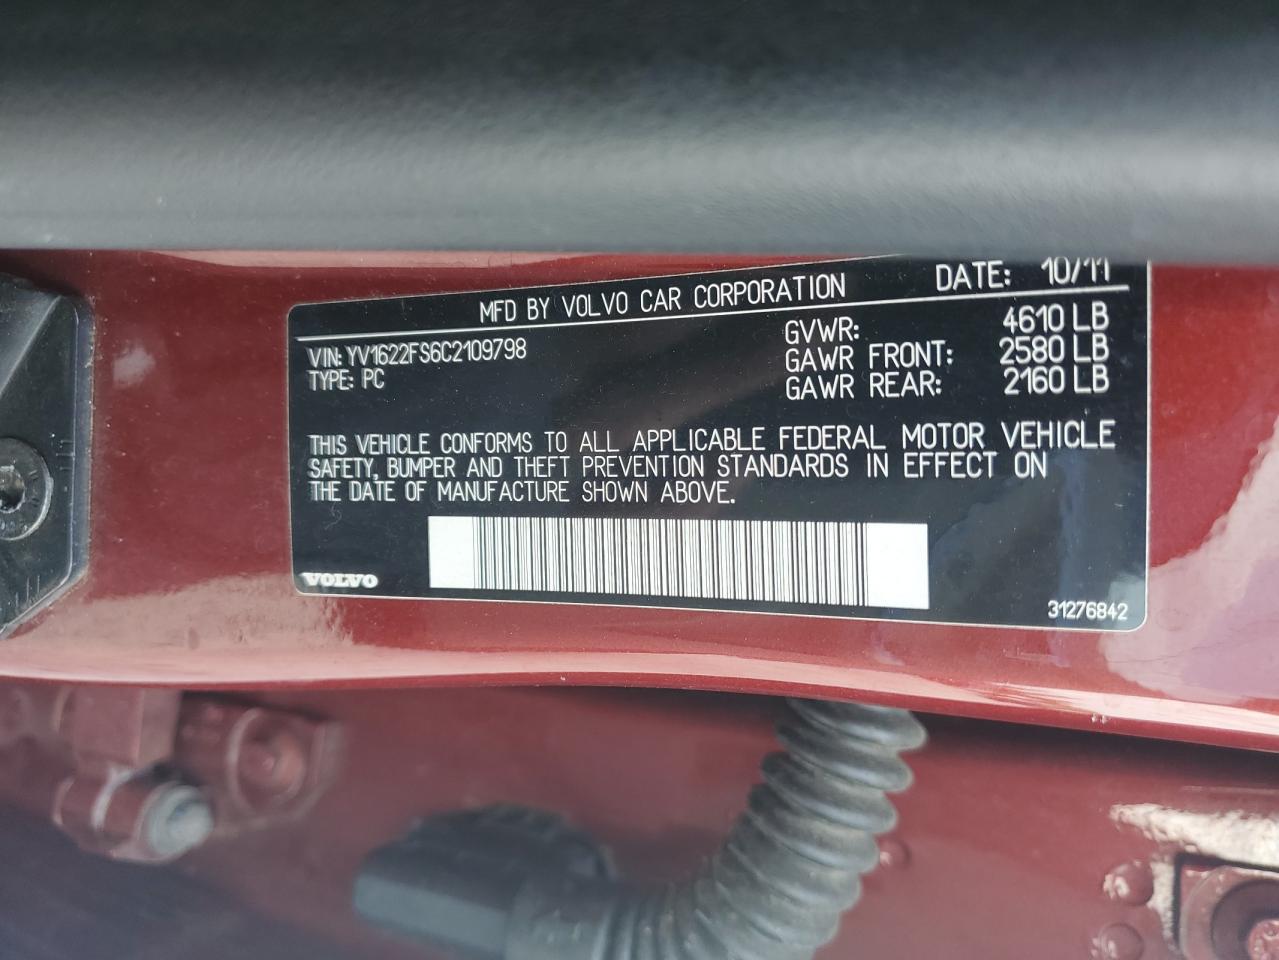 MFD BY VOLVO CAR CORPORATION DATE: 10/11
VIN: YV1622FS6C2109798
TYPE: PC
GVWR: 4610 LB
GAWR FRONT: 2580 LB
GAWR REAR: 2160 LB
THIS VEHICLE CONFORMS TO ALL APPLICABLE FEDERAL MOTOR VEHICLE
SAFETY, BUMPER AND THEFT PREVENTION STANDARDS IN EFFECT ON
THE DATE OF MANUFACTURE SHOWN ABOVE.
VOLVO
31276842